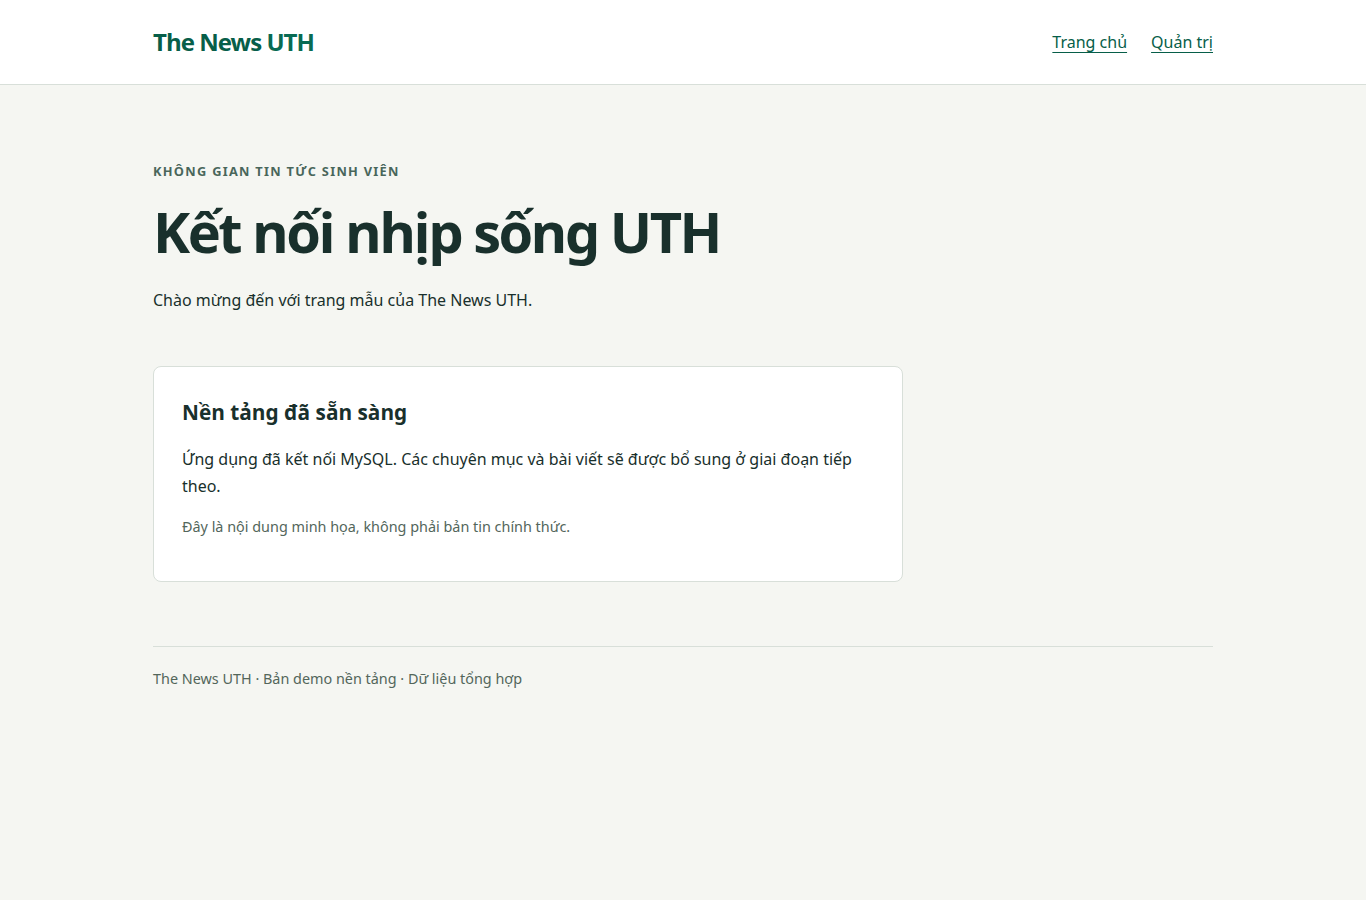 The News UTH
Trang chủ
Quản trị
KHÔNG GIAN TIN TỨC SINH VIÊN
Kết nối nhịp sống UTH
Chào mừng đến với trang mẫu của The News UTH.
Nền tảng đã sẵn sàng
Ứng dụng đã kết nối MySQL. Các chuyên mục và bài viết sẽ được bổ sung ở giai đoạn tiếp
theo.
Đây là nội dung minh họa, không phải bản tin chính thức.
The News UTH · Bản demo nền tảng · Dữ liệu tổng hợp